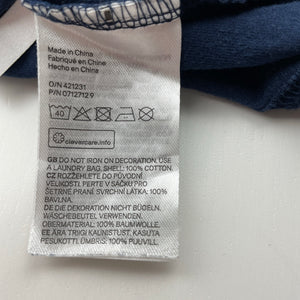 Made in China
Fabriqué en Chine
Hecho en China
O/N 421231
P/N 0712712 9
40
clevercare.info
GB DO NOT IRON ON DECORATION. USE
A LAUNDRY BAG. SHELL: 100% COTTON.
CZ ROZŽEHLETE DO PŮVODNÍ
VELIKOSTI. PERTE V SÁČKU PRO
ŠETRNÉ PRANÍ. SVRCHNÍ LÁTKA: 100%
BAVLNA.
DE DIE DEKORATION NICHT BÜGELN.
WÄSCHEBEUTEL VERWENDEN.
OBERMATERIAL: 100% BAUMWOLLE.
EE ÄRA TRIIGI KAUNISTUST. KASUTA
PESUKOTTI. ÜMBRIS: 100% PUUVILL.